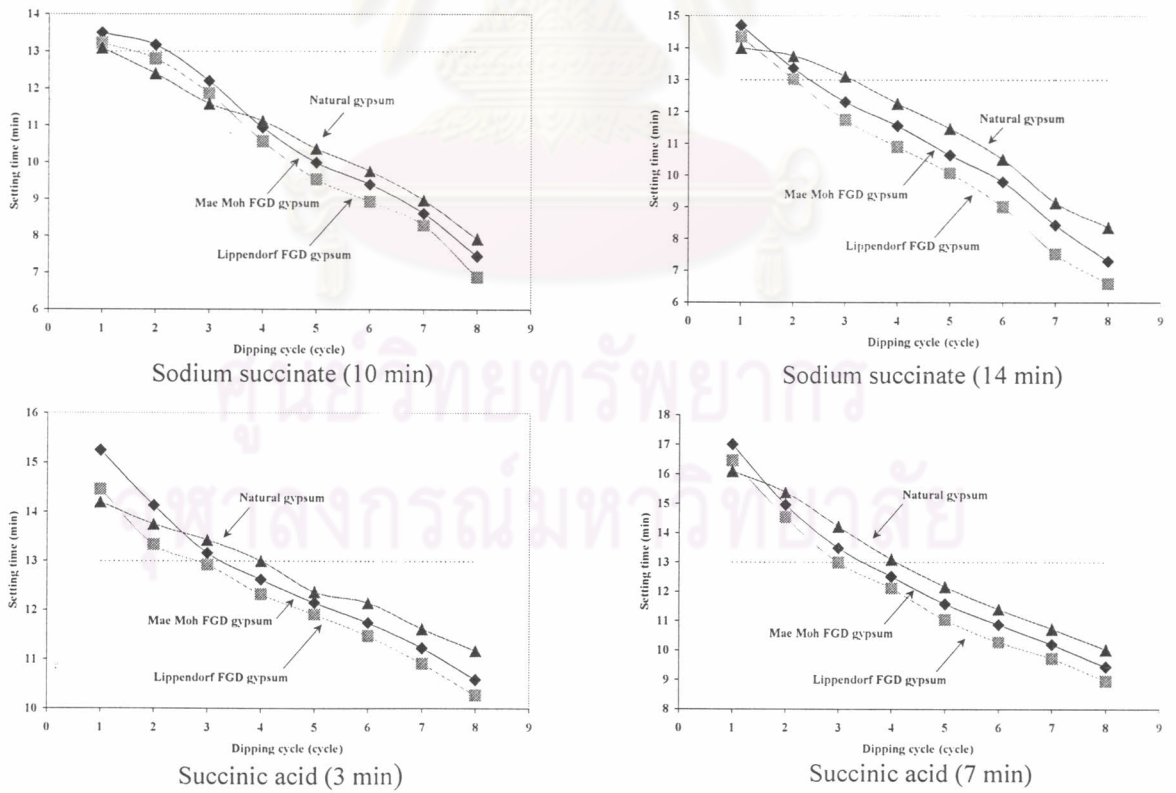 14
13
12
11
10
9
8
7
6
0 1 2 3 4 5 6 7 8 9
Setting time (min)
Dipping cycle (cycle)
Natural gypsum
Mae Moh FGD gypsum
Lippendorf FGD gypsum
Sodium succinate (10 min)
15
14
13
12
11
10
9
8
7
6
0 1 2 3 4 5 6 7 8 9
Setting time (min)
Dipping cycle (cycle)
Natural gypsum
Mae Moh FGD gypsum
Lippendorf FGD gypsum
Sodium succinate (14 min)
ศูนย์วิทยทรัพยากร
จุฬาลงกรณ์มหาวิทยาลัย
16
15
14
13
12
11
10
0 1 2 3 4 5 6 7 8 9
Setting time (min)
Dipping cycle (cycle)
Natural gypsum
Mae Moh FGD gypsum
Lippendorf FGD gypsum
Succinic acid (3 min)
18
17
16
15
14
13
12
11
10
9
8
0 1 2 3 4 5 6 7 8 9
Setting time (min)
Dipping cycle (cycle)
Natural gypsum
Mae Moh FGD gypsum
Lippendorf FGD gypsum
Succinic acid (7 min)